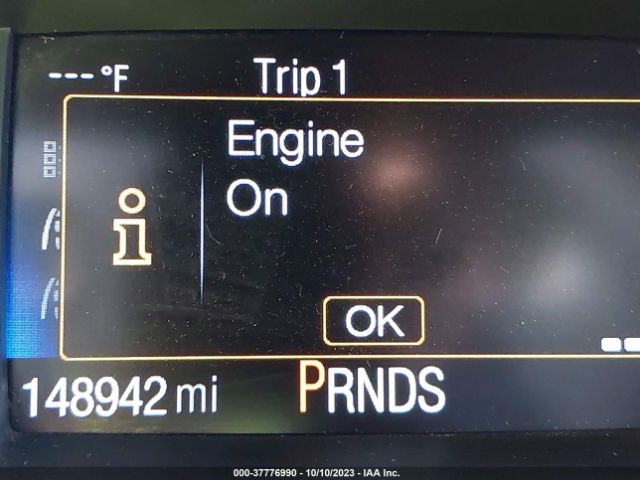 ---°F Trip 1
Engine
On
i
OK
--
148942 mi PRNDS
000-37776990 - 10/10/2023 - IAA Inc.